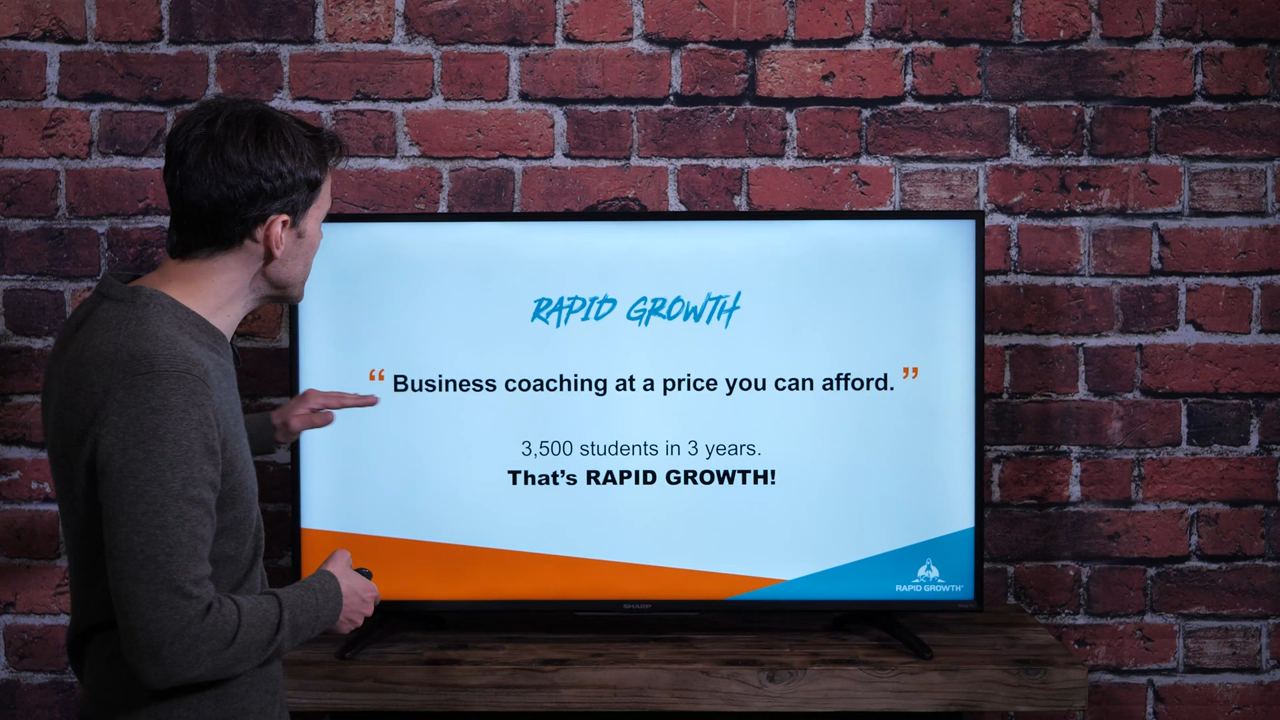 RAPID GROWTH
“ Business coaching at a price you can afford. ”
3,500 students in 3 years.
That’s RAPID GROWTH!
RAPID GROWTH
SHARP